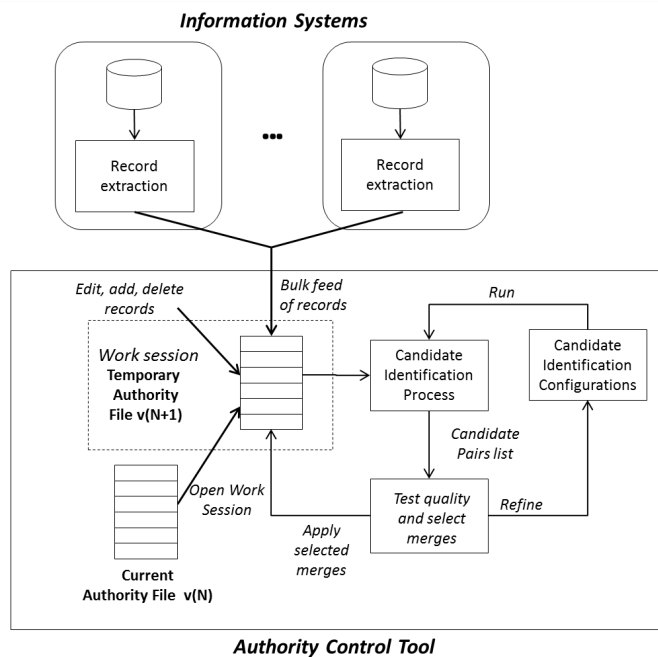 Information Systems
Record
extraction
...
Record
extraction
Edit, add, delete
records
Bulk feed
of records
Run
Work session
Temporary
Authority
File v(N+1)
Candidate
Identification
Process
Candidate
Identification
Configurations
Candidate
Pairs list
Open Work
Session
Apply
selected
merges
Test quality
and select
merges
Refine
Current
Authority File v(N)
Authority Control Tool